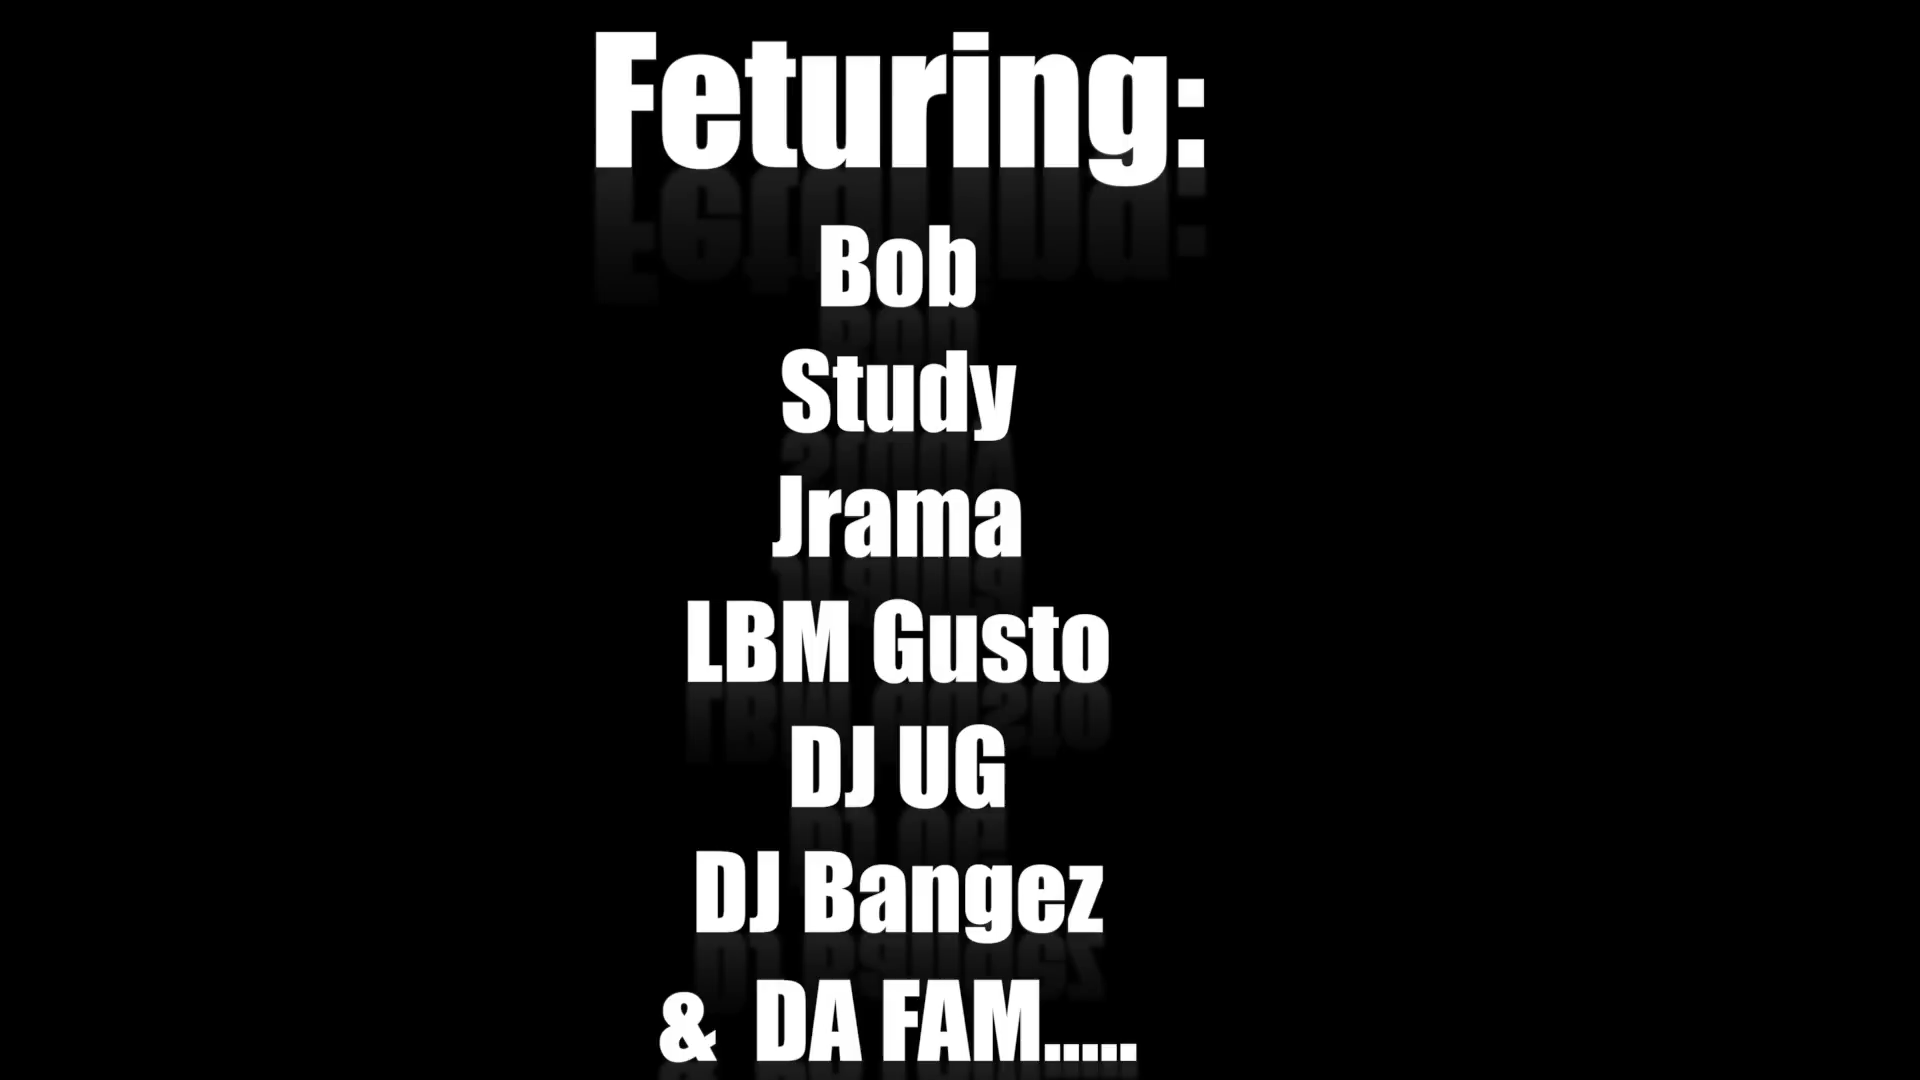 Feturing:
Bob
Study
Jrama
LBM Gusto
DJ UG
DJ Bangez
& DA FAM.....